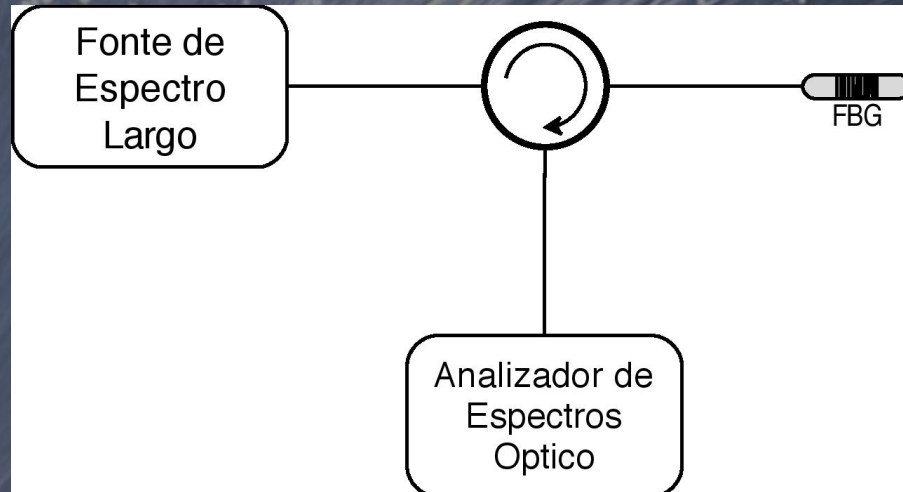 Fonte de
Espectro
Largo
FBG
Analizador de
Espectros
Optico